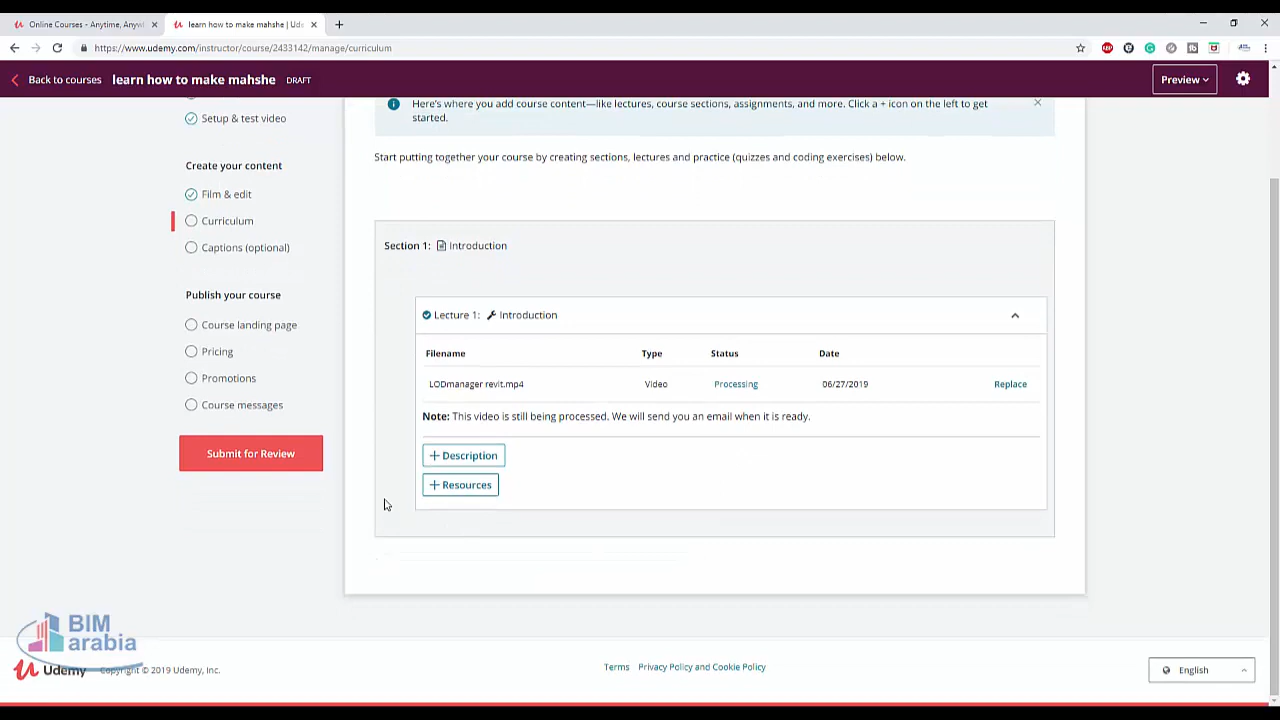 Online Courses - Anytime, Anyw
learn how to make mahshe | Ude
https://www.udemy.com/instructor/course/2433142/manage/curriculum
Back to courses
learn how to make mahshe
DRAFT
Preview
Setup & test video
Create your content
Film & edit
Curriculum
Captions (optional)
Publish your course
Course landing page
Pricing
Promotions
Course messages
Submit for Review
Here's where you add course content—like lectures, course sections, assignments, and more. Click a + icon on the left to get
started.
Start putting together your course by creating sections, lectures and practice (quizzes and coding exercises) below.
Section 1: Introduction
Lecture 1: Introduction
Filename Type Status Date
LODmanager revit.mp4 Video Processing 06/27/2019 Replace
Note: This video is still being processed. We will send you an email when it is ready.
+ Description
+ Resources
BIM
arabia
Udemy Copyright © 2019 Udemy, Inc.
Terms Privacy Policy and Cookie Policy
English